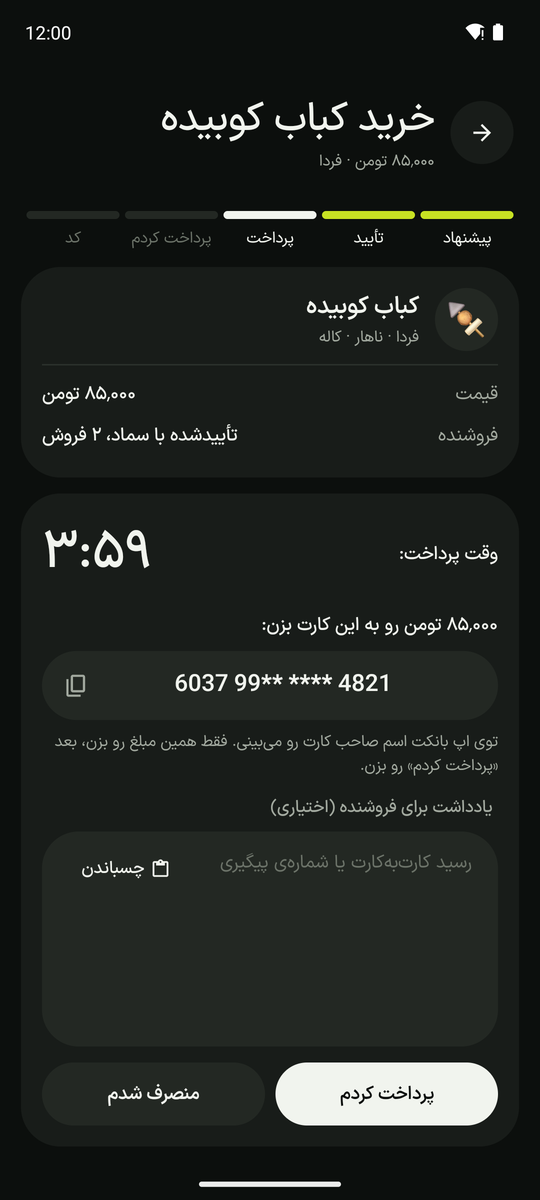 12:00
خرید کباب کوبیده
۸۵,۰۰۰ تومن · فردا
پیشنهاد
تأیید
پرداخت
پرداخت کردم
کد
کباب کوبیده
فردا · ناهار · کاله
قیمت
۸۵,۰۰۰ تومن
فروشنده
تأییدشده با سماد، ۲ فروش
وقت پرداخت:
۳:۵۹
۸۵,۰۰۰ تومن رو به این کارت بزن:
6037 99** **** 4821
توی اپ بانکت اسم صاحب کارت رو می‌بینی. فقط همین مبلغ رو بزن، بعد
«پرداخت کردم» رو بزن.
یادداشت برای فروشنده (اختیاری)
رسید کارت‌به‌کارت یا شماره‌ی پیگیری
چسباندن
پرداخت کردم
منصرف شدم